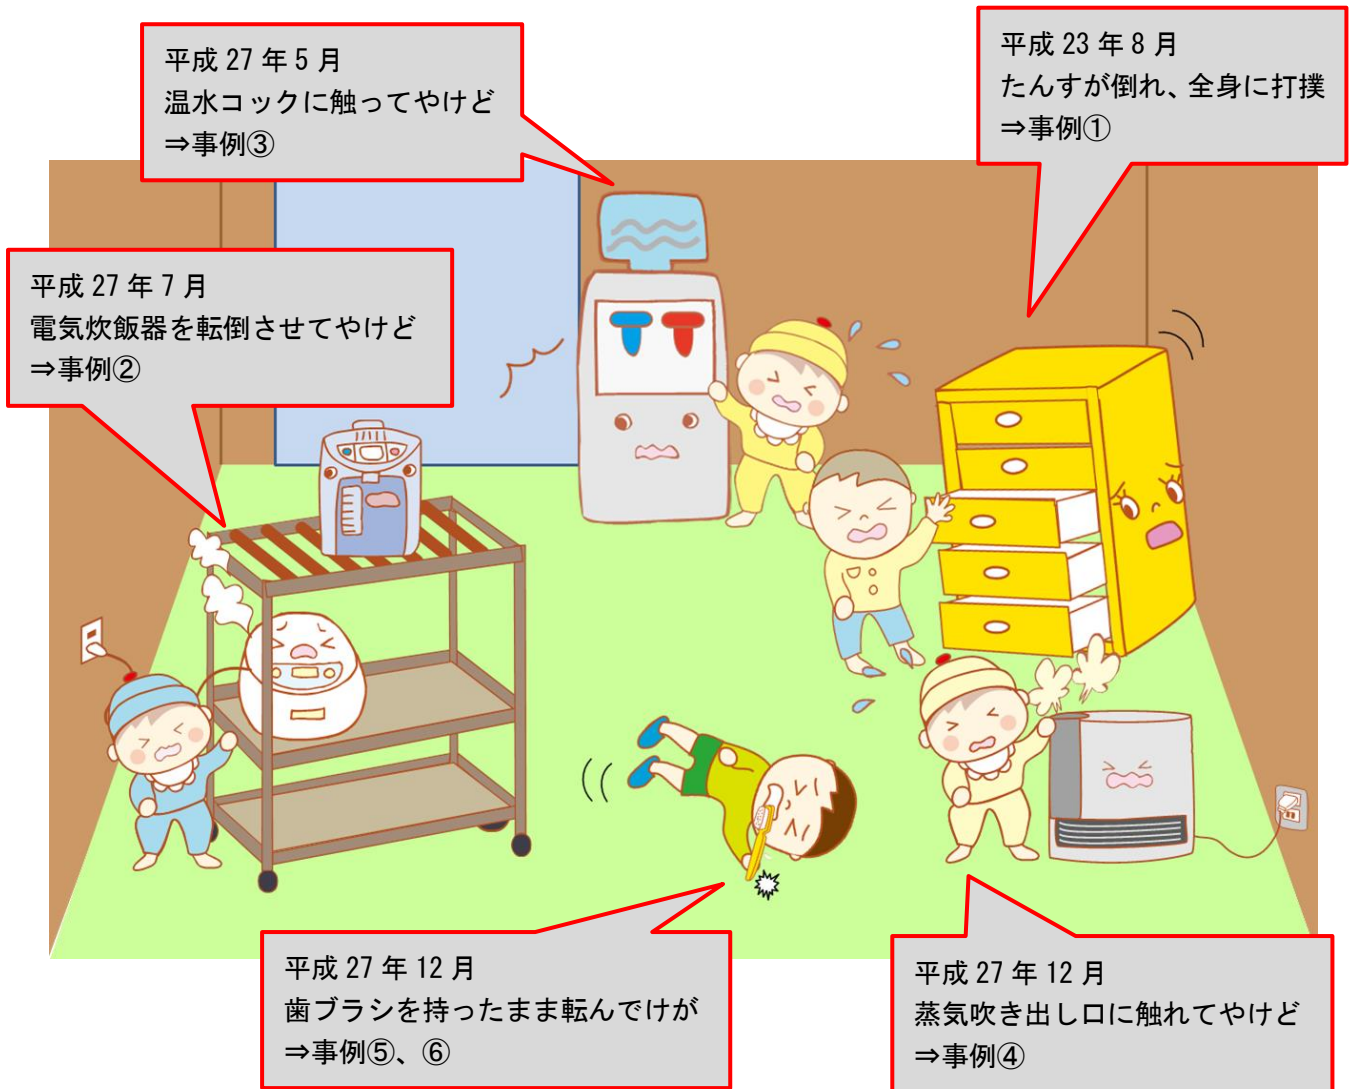 平成 27 年 5 月
温水コックに触ってやけど
⇒事例③
平成 23 年 8 月
たんすが倒れ、全身に打撲
⇒事例①
平成 27 年 7 月
電気炊飯器を転倒させてやけど
⇒事例②
平成 27 年 12 月
歯ブラシを持ったまま転んでけが
⇒事例⑤、⑥
平成 27 年 12 月
蒸気吹き出し口に触れてやけど
⇒事例④